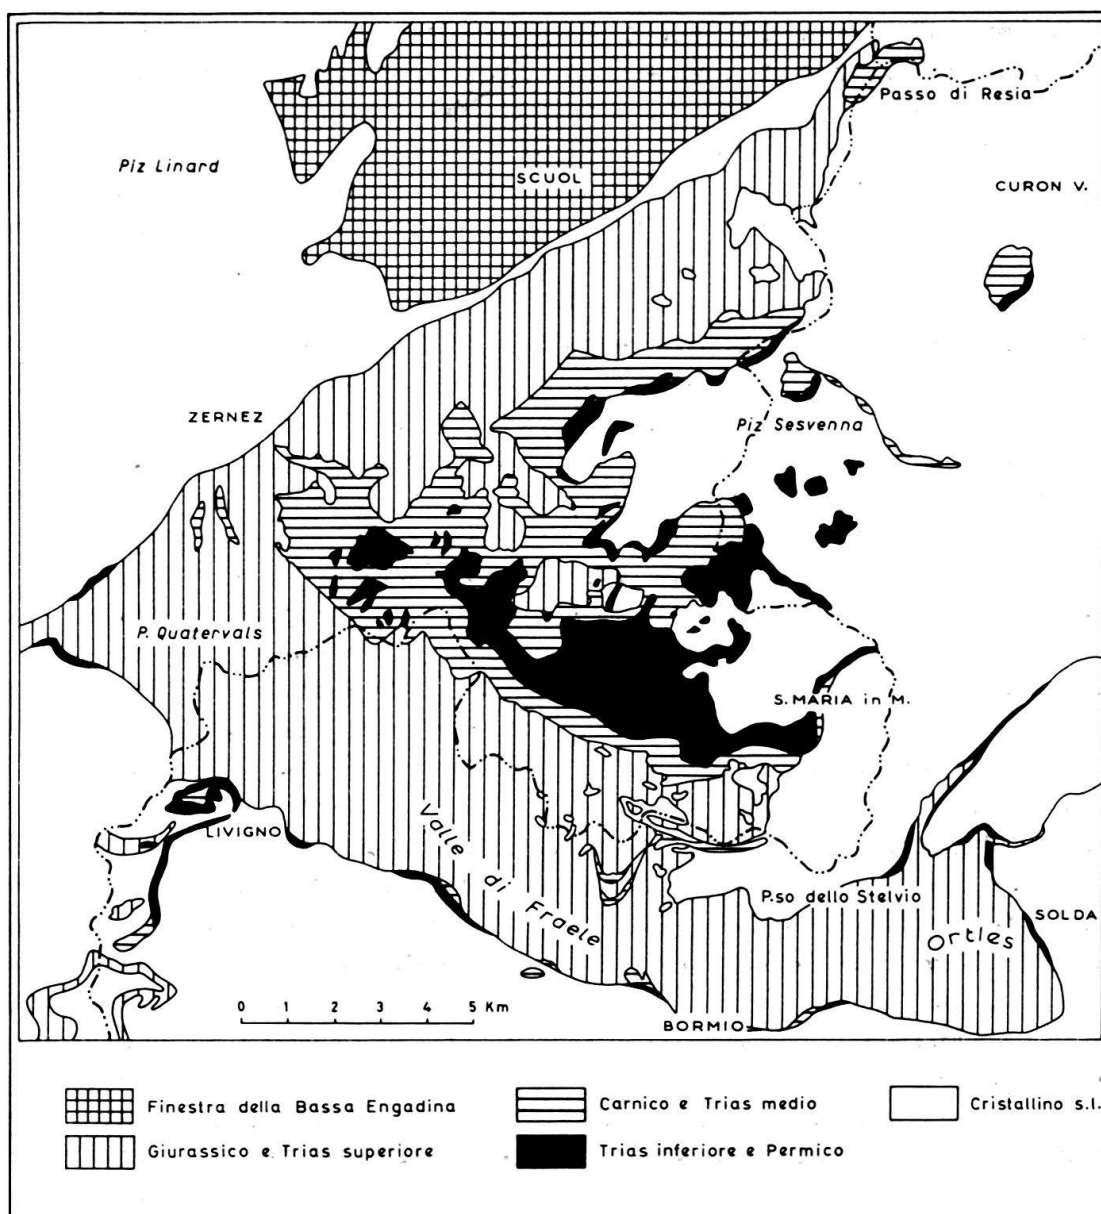 Passo di Resia
Piz Linard
SCUOL
CURON V.
ZERNEZ
Piz Sesvenna
P. Quatervals
S. MARIA in M.
LIVIGNO
Valle di Fraele
P.so dello Stelvio
SOLDA
Ortles
0 1 2 3 4 5 Km
BORMIO
Finestra della Bassa Engadina
Carnico e Trias medio
Cristallino s.l.
Giurassico e Trias superiore
Trias inferiore e Permico